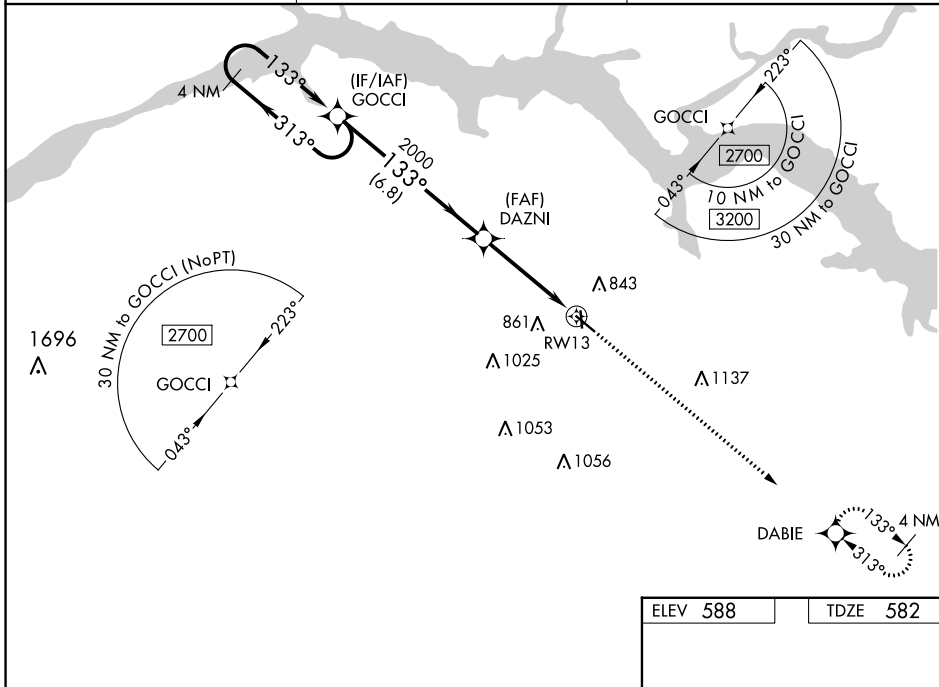 133°
4 NM
313°
(IF/IAF)
GOCCI
2000
133°
(6.8)
(FAF)
DAZNI
GOCCI
223°
043°
2700
10 NM to GOCCI
3200
30 NM to GOCCI
30 NM to GOCCI (NoPT)
2700
223°
GOCCI
043°
1696
843
861
RW13
1025
1137
1053
1056
DABIE
133°
4 NM
313°
ELEV 588
TDZE 582